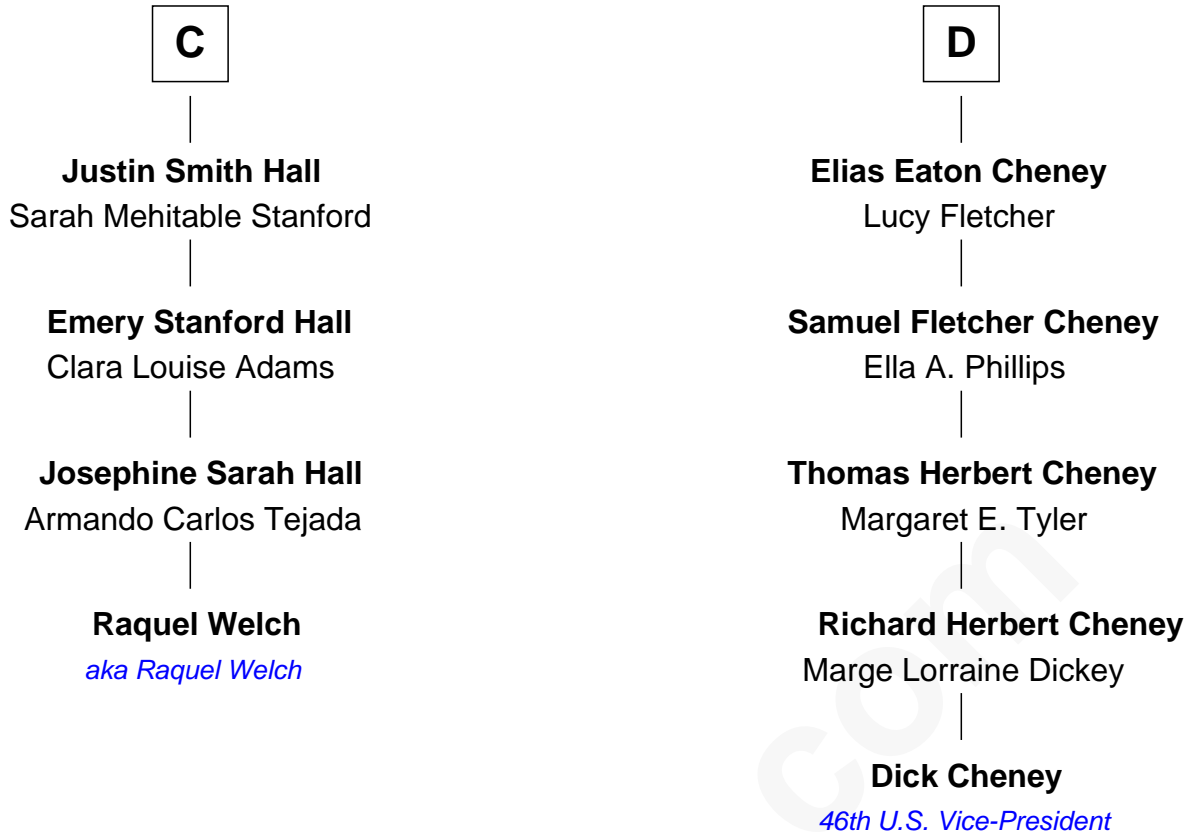 C
Justin Smith Hall
Sarah Mehitable Stanford
Emery Stanford Hall
Clara Louise Adams
Josephine Sarah Hall
Armando Carlos Tejada
Raquel Welch
aka Raquel Welch
D
Elias Eaton Cheney
Lucy Fletcher
Samuel Fletcher Cheney
Ella A. Phillips
Thomas Herbert Cheney
Margaret E. Tyler
Richard Herbert Cheney
Marge Lorraine Dickey
Dick Cheney
46th U.S. Vice-President
com